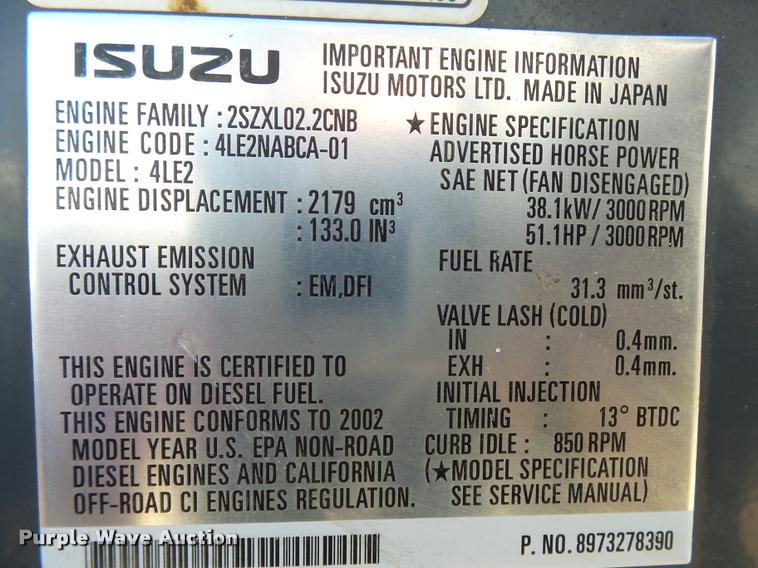 ISUZU
IMPORTANT ENGINE INFORMATION
ISUZU MOTORS LTD. MADE IN JAPAN
ENGINE FAMILY : 2SZXL02.2CNB
ENGINE CODE : 4LE2NABCA-01
MODEL : 4LE2
ENGINE DISPLACEMENT : 2179 cm³
: 133.0 IN³
EXHAUST EMISSION
CONTROL SYSTEM : EM,DFI
THIS ENGINE IS CERTIFIED TO
OPERATE ON DIESEL FUEL.
THIS ENGINE CONFORMS TO 2002
MODEL YEAR U.S. EPA NON-ROAD
DIESEL ENGINES AND CALIFORNIA
OFF-ROAD CI ENGINES REGULATION.
★ ENGINE SPECIFICATION
ADVERTISED HORSE POWER
SAE NET (FAN DISENGAGED)
38.1kW / 3000 RPM
51.1HP / 3000 RPM
FUEL RATE
31.3 mm³/st.
VALVE LASH (COLD)
IN : 0.4mm.
EXH : 0.4mm.
INITIAL INJECTION
TIMING : 13° BTDC
CURB IDLE : 850 RPM
(★MODEL SPECIFICATION
SEE SERVICE MANUAL)
P. NO. 8973278390
Purple Wave Auction